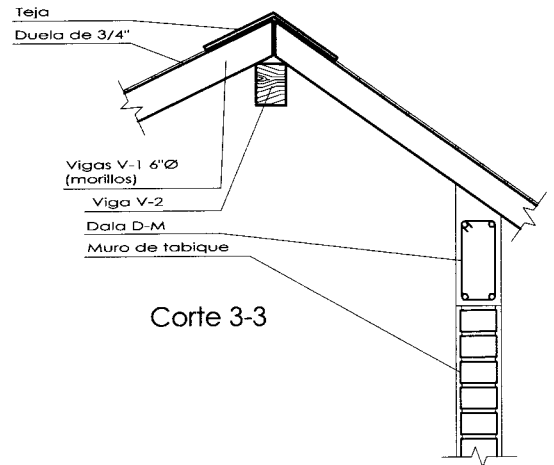 Teja
Duela de 3/4"
Vigas V-1 6"Ø
(morillos)
Viga V-2
Dala D-M
Muro de tabique
Corte 3-3